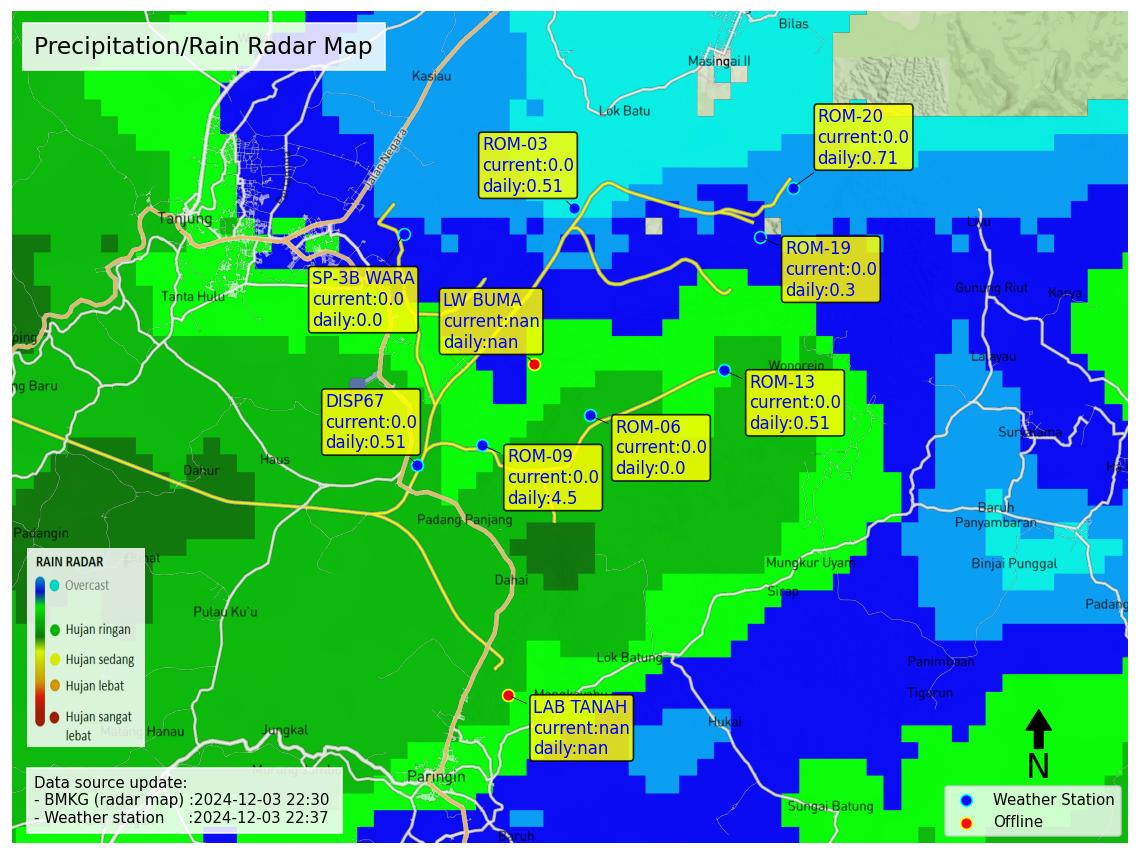 Precipitation/Rain Radar Map
Bilas
Masingai II
Kasiau
Lok Batu
ROM-20
current:0.0
daily:0.71
ROM-03
current:0.0
daily:0.51
Jalan Negara
Tanjung
Liyu
ROM-19
current:0.0
daily:0.3
SP-3B WARA
current:0.0
daily:0.0
LW BUMA
current:nan
daily:nan
Tanta Hulu
Gunung Riut
Karya
ping
Lalayau
ng Baru
Wonorejo
ROM-13
current:0.0
daily:0.51
DISP67
current:0.0
daily:0.51
ROM-06
current:0.0
daily:0.0
ROM-09
current:0.0
daily:4.5
Haus
Dahur
Baruh
Panyambaran
Padang Panjang
Padangin
Binjai Punggal
Mungkur Uyam
Dahai
Sirap
Padang
Pulau Ku'u
RAIN RADAR
Overcast
Hujan ringan
Hujan sedang
Hujan lebat
Hujan sangat
lebat
Lok Batung
Panimbaan
Tigarun
LAB TANAH
current:nan
daily:nan
Hukai
Manau
Jungkal
Paringin
N
Sungai Batung
Baruh
Data source update:
- BMKG (radar map) :2024-12-03 22:30
- Weather station :2024-12-03 22:37
Weather Station
Offline